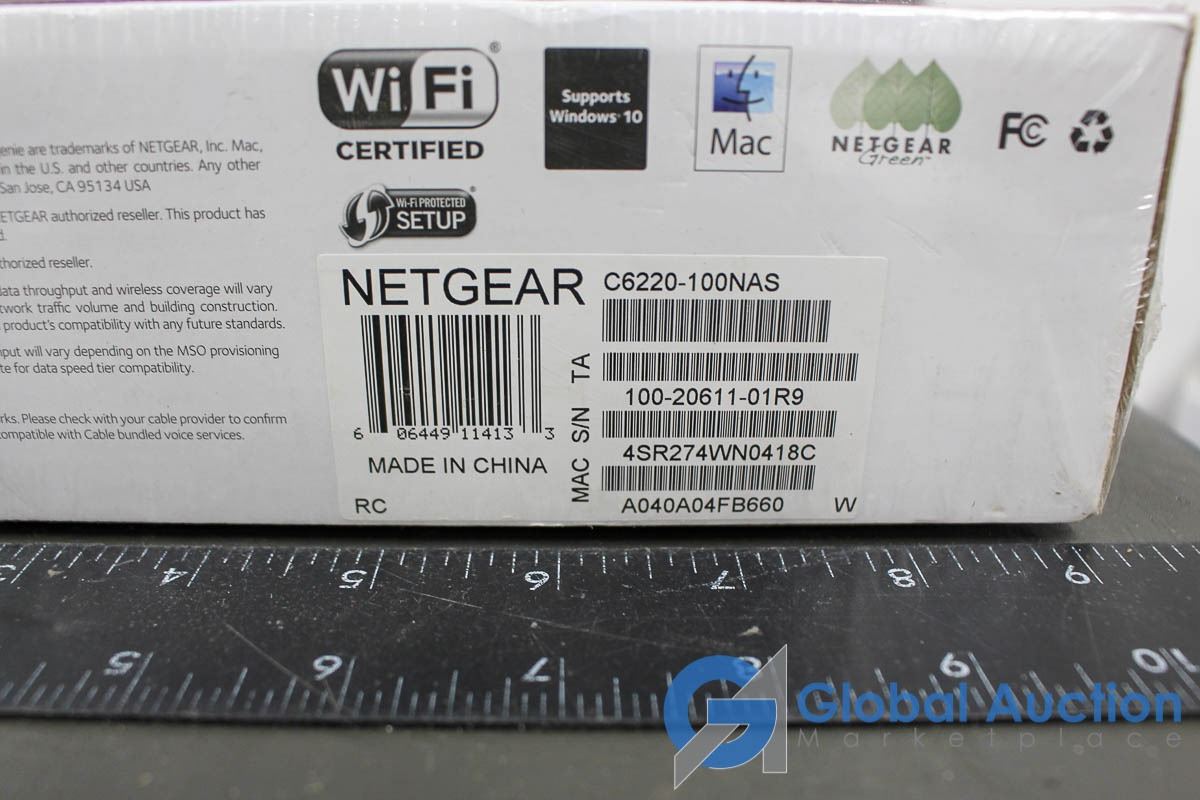 WiFi®
CERTIFIED
Supports
Windows 10
Mac
NETGEAR
Green™
FC
enie are trademarks of NETGEAR, Inc. Mac,
in the U.S. and other countries. Any other
San Jose, CA 95134 USA
ETGEAR authorized reseller. This product has
d.
thorized reseller.
data throughput and wireless coverage will vary
twork traffic volume and building construction.
product's compatibility with any future standards.
put will vary depending on the MSO provisioning
te for data speed tier compatibility.
rks. Please check with your cable provider to confirm
ompatible with Cable bundled voice services.
Wi-Fi PROTECTED
SETUP
NETGEAR
6 06449 11413 3
MADE IN CHINA
RC
C6220-100NAS
TA
100-20611-01R9
S/N
4SR274WN0418C
MAC
A040A04FB660 W
3 4 5 6 7 8 9
5 6 7 8 9 10
GA
Global Auction
Marketplace